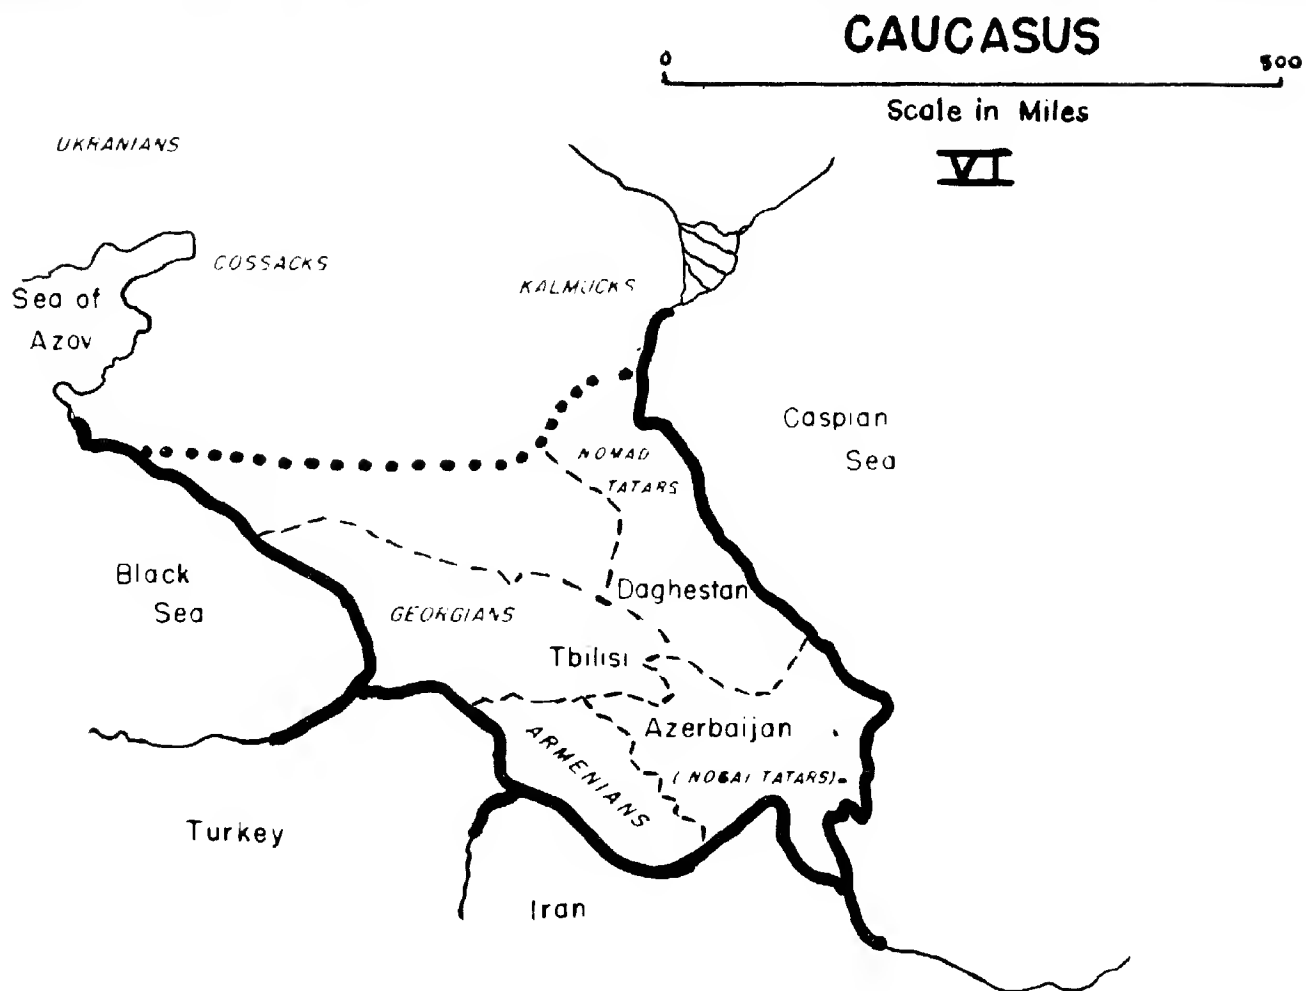 CAUCASUS
0 500
Scale in Miles
VI
UKRANIANS
COSSACKS
KALMUCKS
Sea of
Azov
Caspian
Sea
NOMAD
TATARS
Black
Sea
Daghestan
GEORGIANS
Tbilisi
Azerbaijan
ARMENIANS
(NOGAI TATARS)
Turkey
Iran